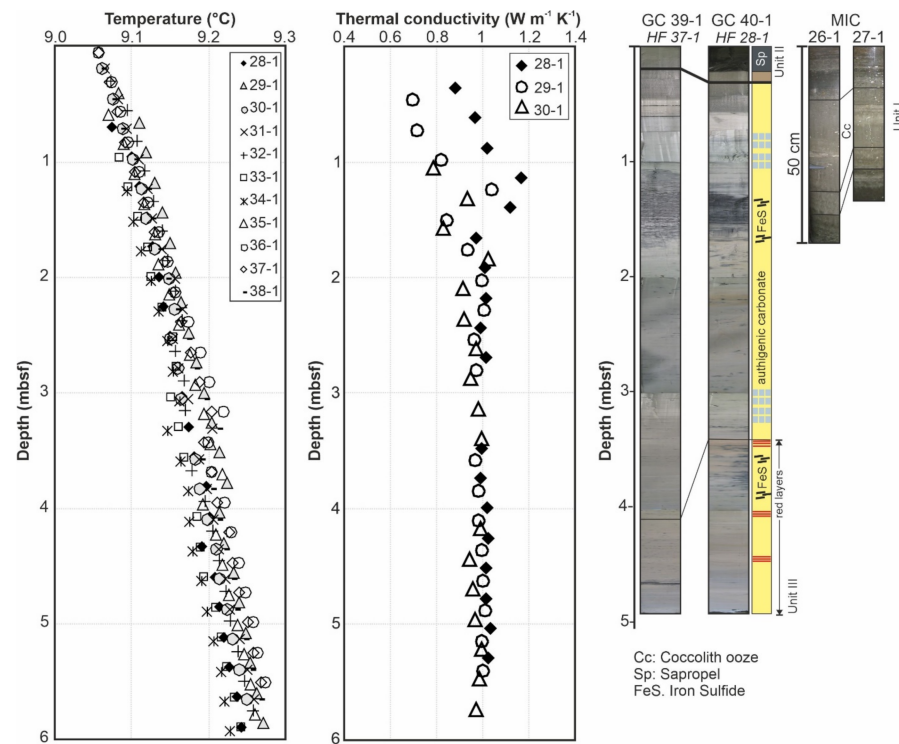 Temperature (°C)
9.0 9.1 9.2 9.3
Depth (mbsf)
1
2
3
4
5
6
28-1
29-1
30-1
31-1
32-1
33-1
34-1
35-1
36-1
37-1
38-1
Thermal conductivity (W m⁻¹ K⁻¹)
0.4 0.6 0.8 1 1.2 1.4
Depth (mbsf)
0
1
2
3
4
5
6
28-1
29-1
30-1
GC 39-1 GC 40-1
HF 37-1 HF 28-1
Depth (mbsf)
0
1
2
3
4
5
Sp
Unit II
FeS
authigenic carbonate
FeS
red layers
Unit III
MIC
26-1 27-1
50 cm
Cc
Unit I
Cc: Coccolith ooze
Sp: Sapropel
FeS. Iron Sulfide